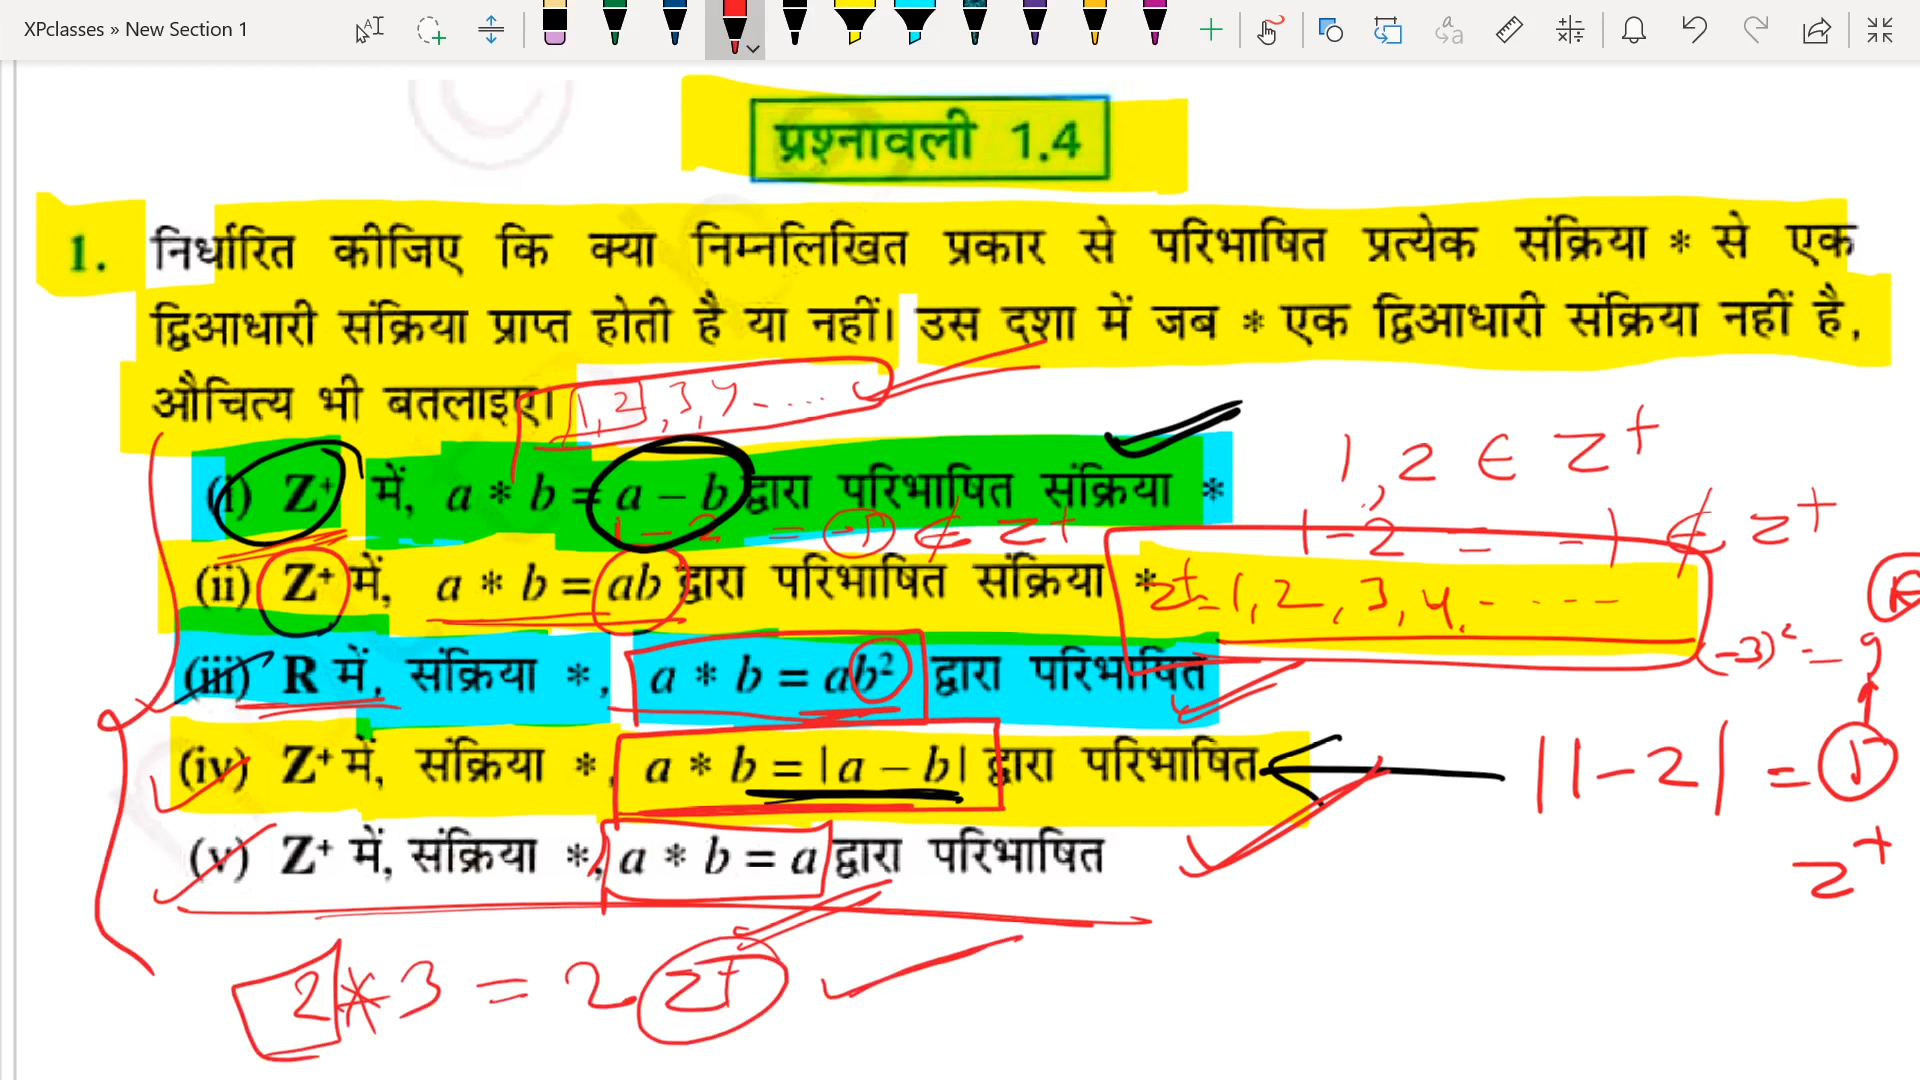 XPclasses » New Section 1
प्रश्नावली 1.4
1. निर्धारित कीजिए कि क्या निम्नलिखित प्रकार से परिभाषित प्रत्येक संक्रिया * से एक
द्विआधारी संक्रिया प्राप्त होती है या नहीं। उस दशा में जब * एक द्विआधारी संक्रिया नहीं है,
औचित्य भी बतलाइए।
1, 2, 3, 4 - ....
(i) Z⁺ में, a * b = a – b द्वारा परिभाषित संक्रिया *
1, 2 ∈ Z⁺
1 - 2 = -1 ∉ Z⁺
1 - 2 = -1 ∉ Z⁺
(ii) Z⁺ में, a * b = ab द्वारा परिभाषित संक्रिया *
Z⁺ = 1, 2, 3, 4, - - - - -
(iii) R में, संक्रिया *, a * b = ab² द्वारा परिभाषित
(-3)² = 9
(iv) Z⁺ में, संक्रिया *, a * b = |a – b| द्वारा परिभाषित
|1 - 2| = 1
Z⁺
(v) Z⁺ में, संक्रिया *, a * b = a द्वारा परिभाषित
2 * 3 = 2 Z⁺